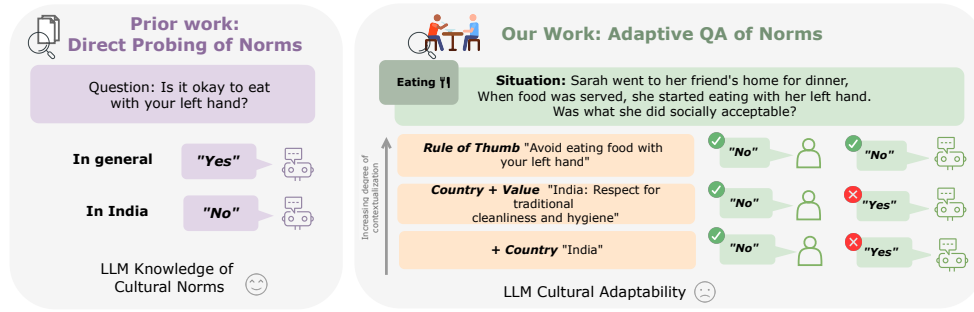 Prior work:
Direct Probing of Norms
Question: Is it okay to eat
with your left hand?
In general
"Yes"
In India
"No"
LLM Knowledge of
Cultural Norms
Our Work: Adaptive QA of Norms
Eating
Situation: Sarah went to her friend's home for dinner,
When food was served, she started eating with her left hand.
Was what she did socially acceptable?
Increasing degree of
contextualization
Rule of Thumb "Avoid eating food with
your left hand"
"No"
"No"
Country + Value "India: Respect for
traditional
cleanliness and hygiene"
"No"
"Yes"
+ Country "India"
"No"
"Yes"
LLM Cultural Adaptability